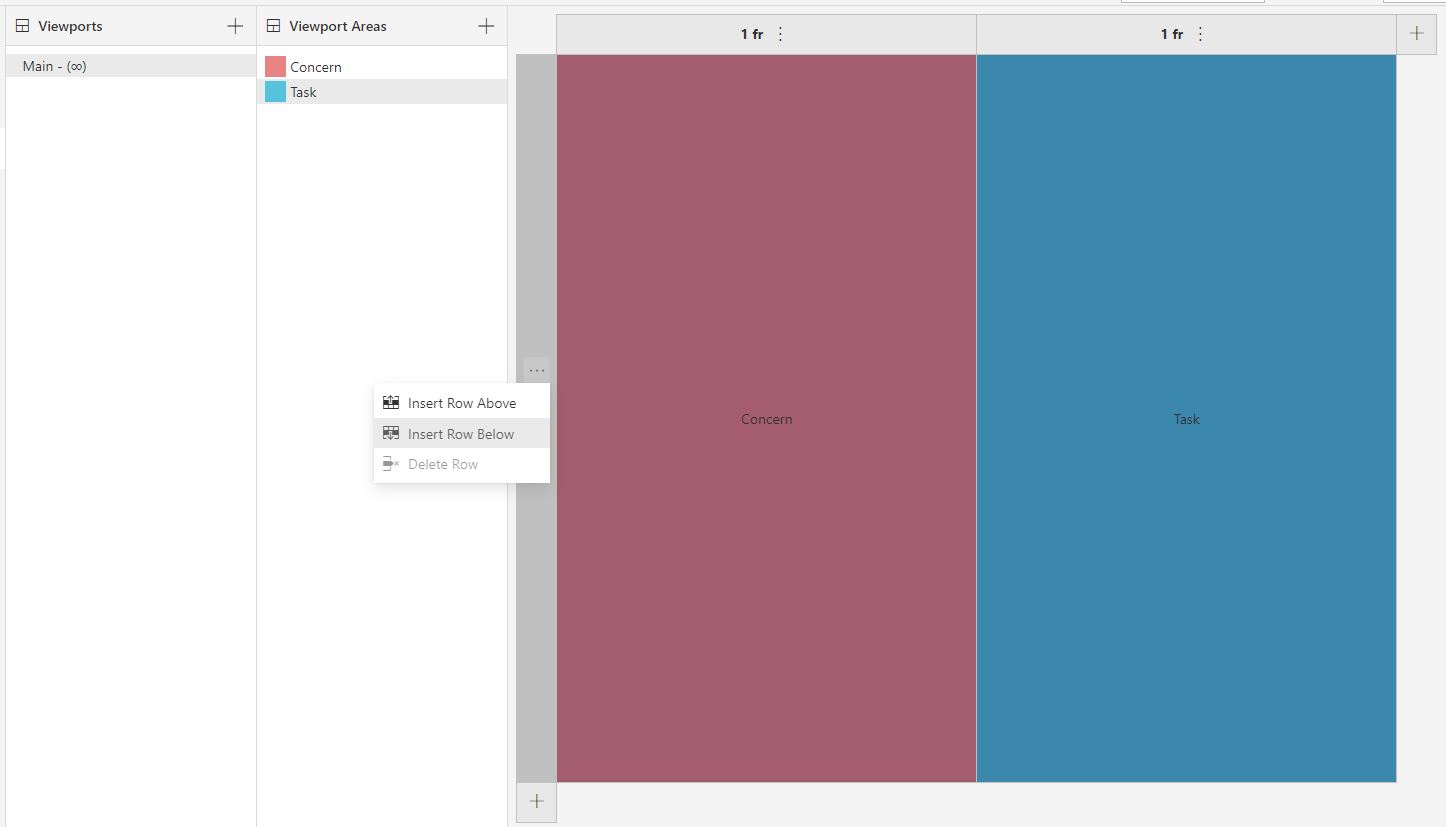 Viewports
Viewport Areas
1 fr
1 fr
Main - (∞)
Concern
Task
Insert Row Above
Insert Row Below
Delete Row
Concern
Task